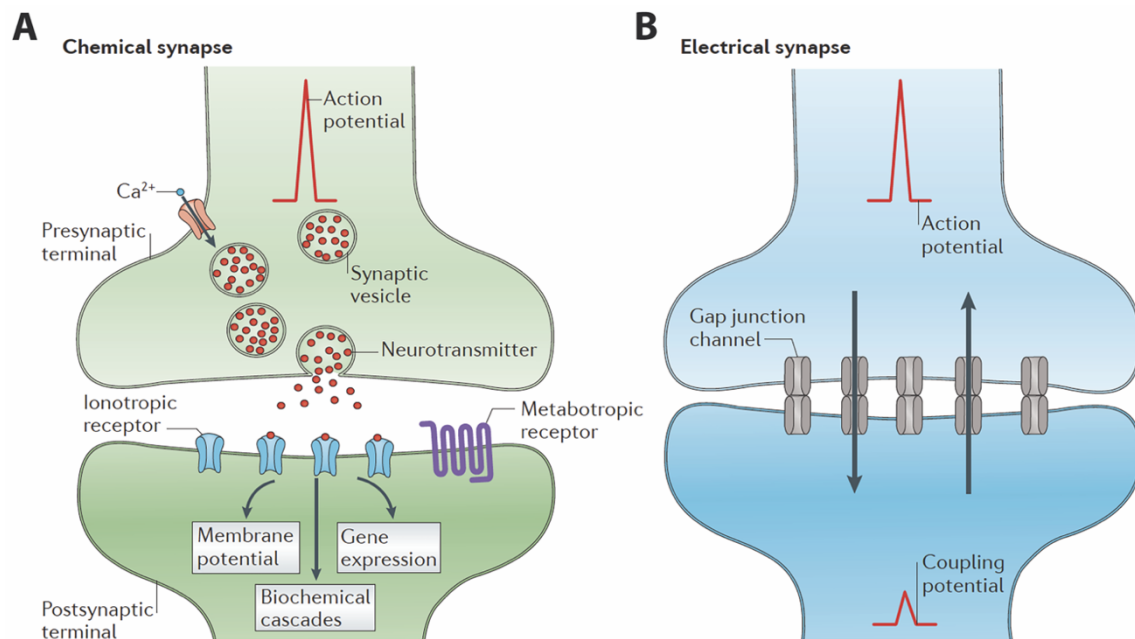 A
Chemical synapse
Action
potential
Ca²⁺
Presynaptic
terminal
Synaptic
vesicle
Neurotransmitter
Ionotropic
receptor
Metabotropic
receptor
Membrane
potential
Gene
expression
Biochemical
cascades
Postsynaptic
terminal
B
Electrical synapse
Action
potential
Gap junction
channel
Coupling
potential